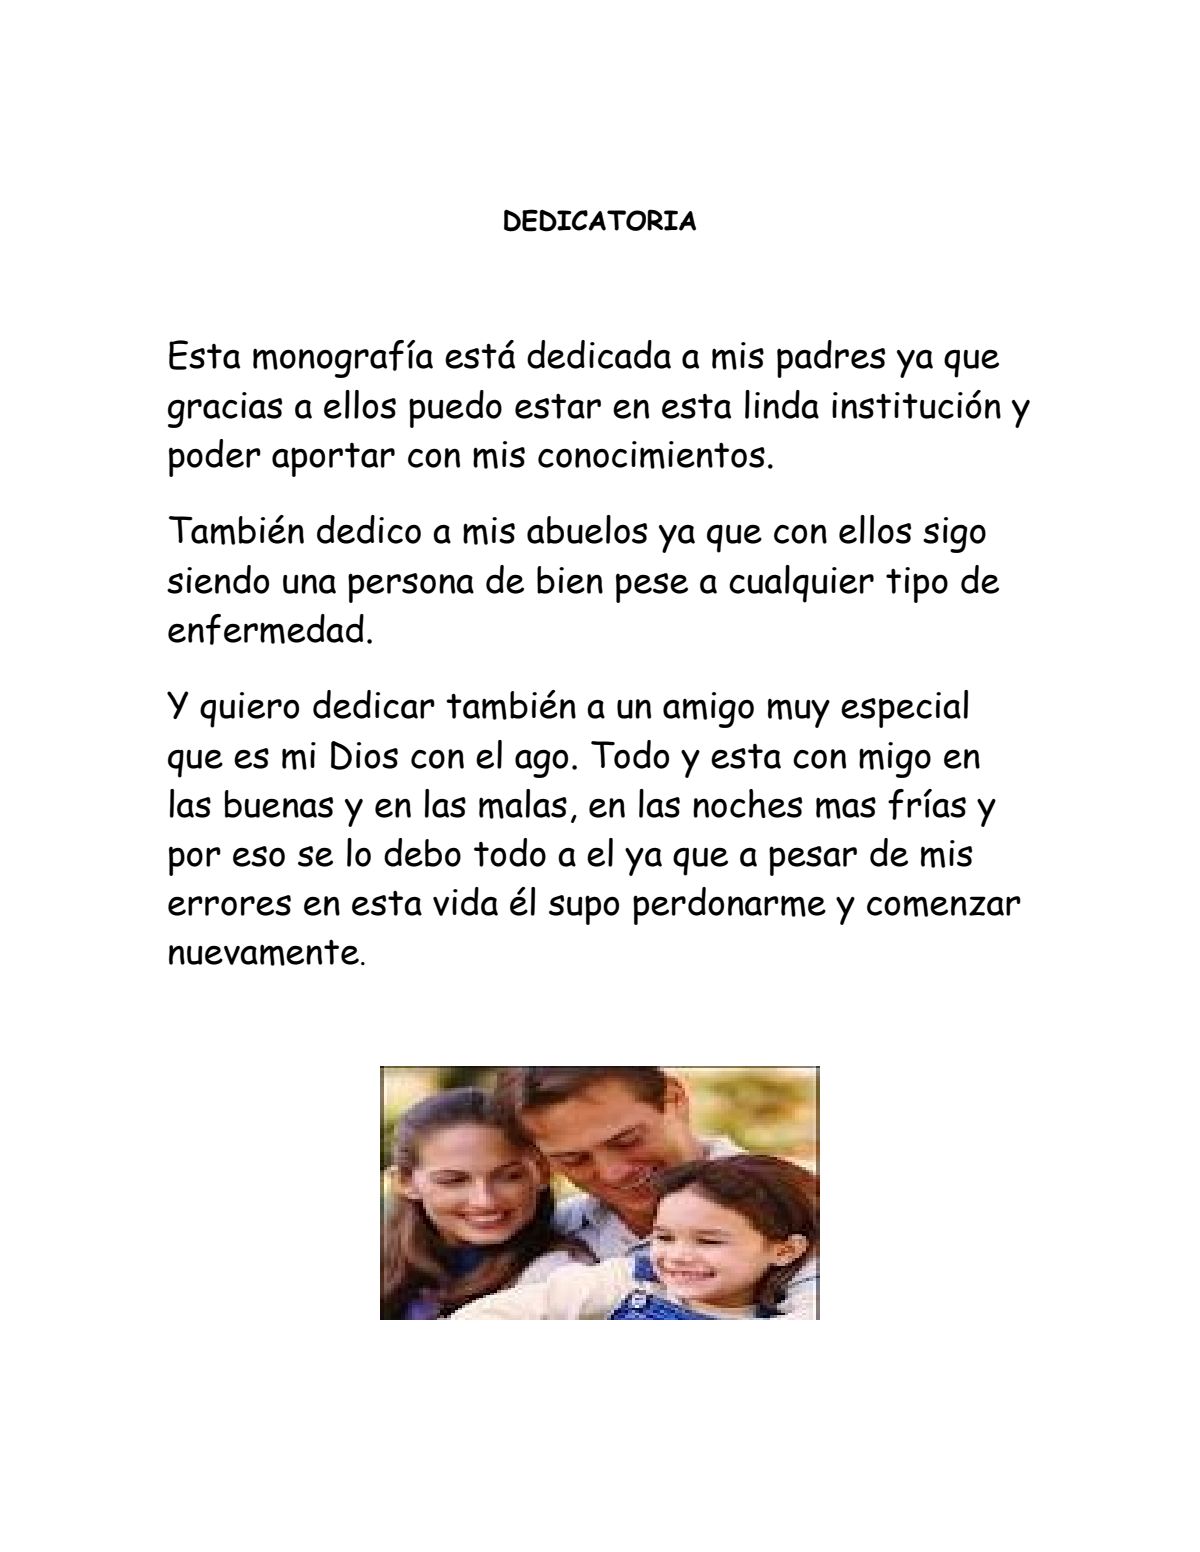 DEDICATORIA
Esta monografía está dedicada a mis padres ya que
gracias a ellos puedo estar en esta linda institución y
poder aportar con mis conocimientos.
También dedico a mis abuelos ya que con ellos sigo
siendo una persona de bien pese a cualquier tipo de
enfermedad.
Y quiero dedicar también a un amigo muy especial
que es mi Dios con el ago. Todo y esta con migo en
las buenas y en las malas, en las noches mas frías y
por eso se lo debo todo a el ya que a pesar de mis
errores en esta vida él supo perdonarme y comenzar
nuevamente.